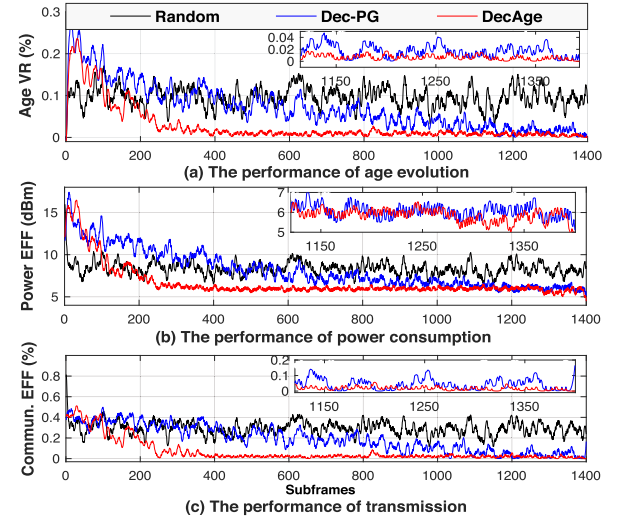 Random Dec-PG DecAge
Age VR (%)
0.3
0.2
0.1
0
0.04
0.02
0
1150 1250 1350
0 200 400 600 800 1000 1200 1400
(a) The performance of age evolution
Power EFF (dBm)
15
10
5
7
6
5
1150 1250 1350
0 200 400 600 800 1000 1200 1400
(b) The performance of power consumption
Commun. EFF (%)
0.8
0.6
0.4
0.2
0
0.2
0.1
0
1150 1250 1350
0 200 400 600 800 1000 1200 1400
Subframes
(c) The performance of transmission